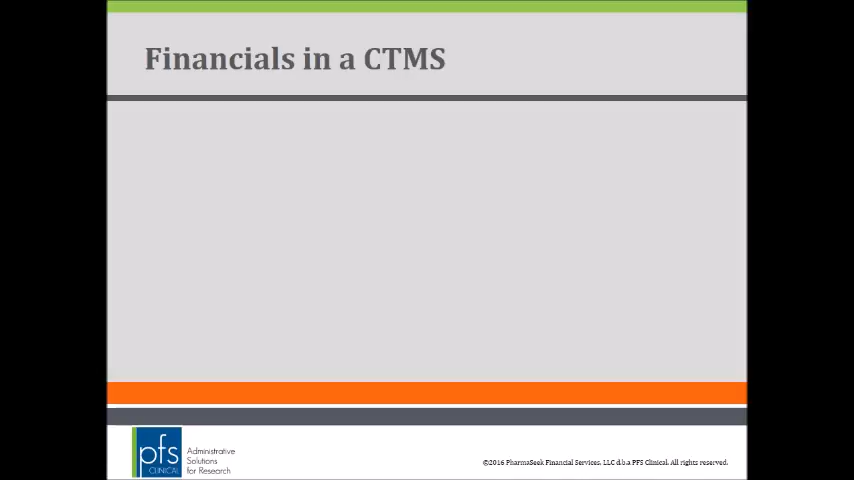 Financials in a CTMS
pfs
CLINICAL
Administrative
Solutions
for Research
©2016 PharmaSeek Financial Services, LLC d.b.a PFS Clinical. All rights reserved.